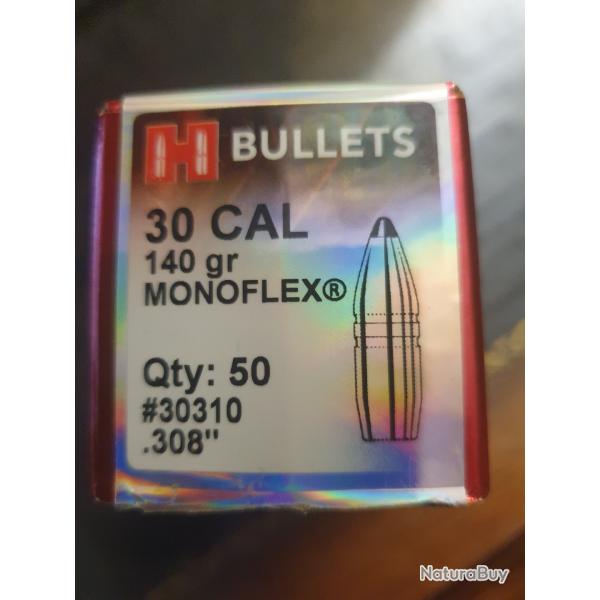 H BULLETS
30 CAL
140 gr
MONOFLEX®
Qty: 50
#30310
.308"
NaturaBuy